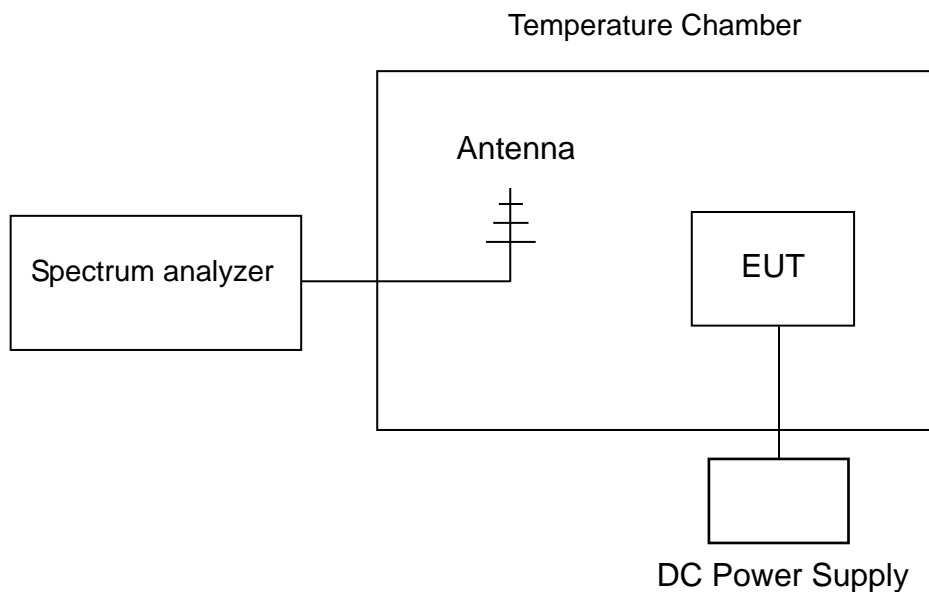 Temperature Chamber
Antenna
Spectrum analyzer
EUT
DC Power Supply